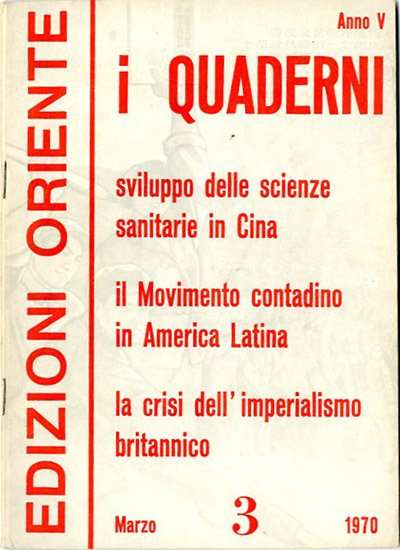 EDIZIONI ORIENTE
Anno V
i QUADERNI
sviluppo delle scienze
sanitarie in Cina
il Movimento contadino
in America Latina
la crisi dell'imperialismo
britannico
Marzo 3 1970